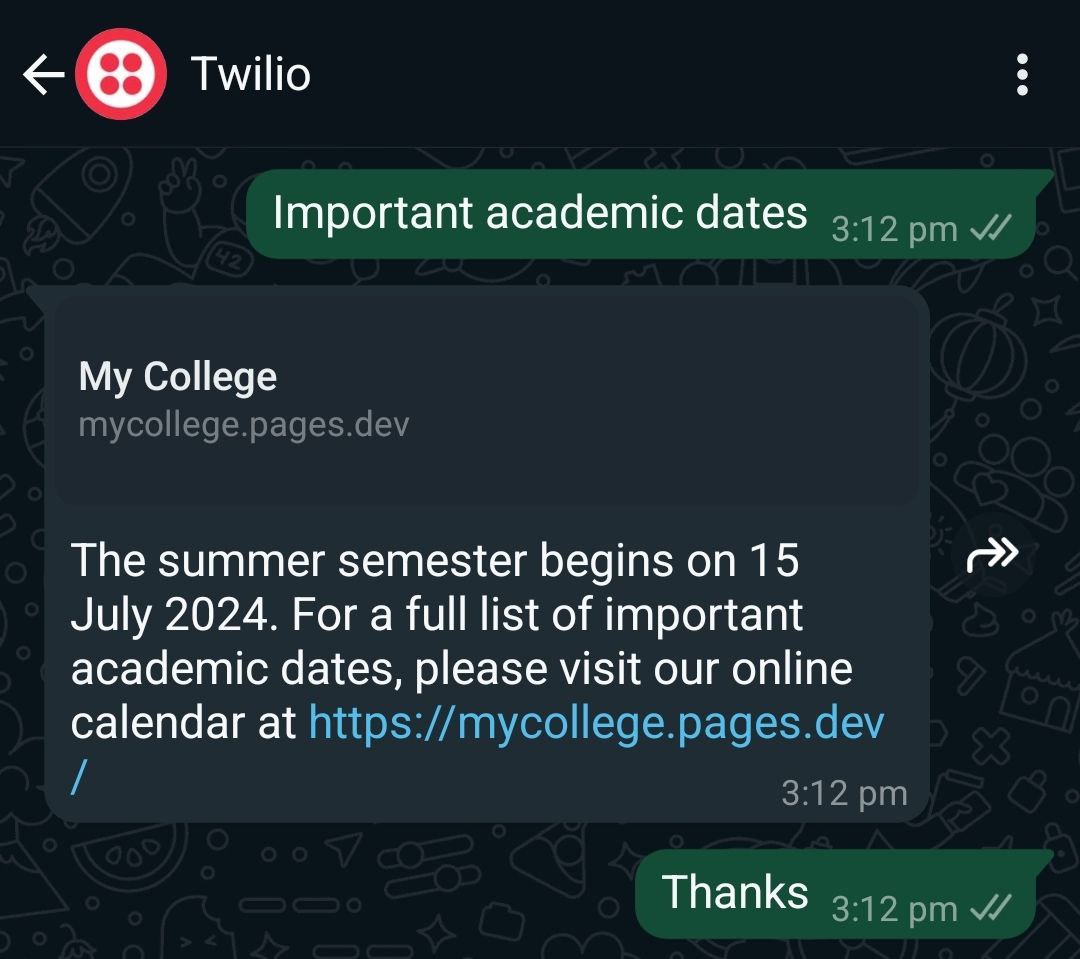 Twilio
Important academic dates 3:12 pm
My College
mycollege.pages.dev
The summer semester begins on 15
July 2024. For a full list of important
academic dates, please visit our online
calendar at https://mycollege.pages.dev
/
3:12 pm
Thanks 3:12 pm
42